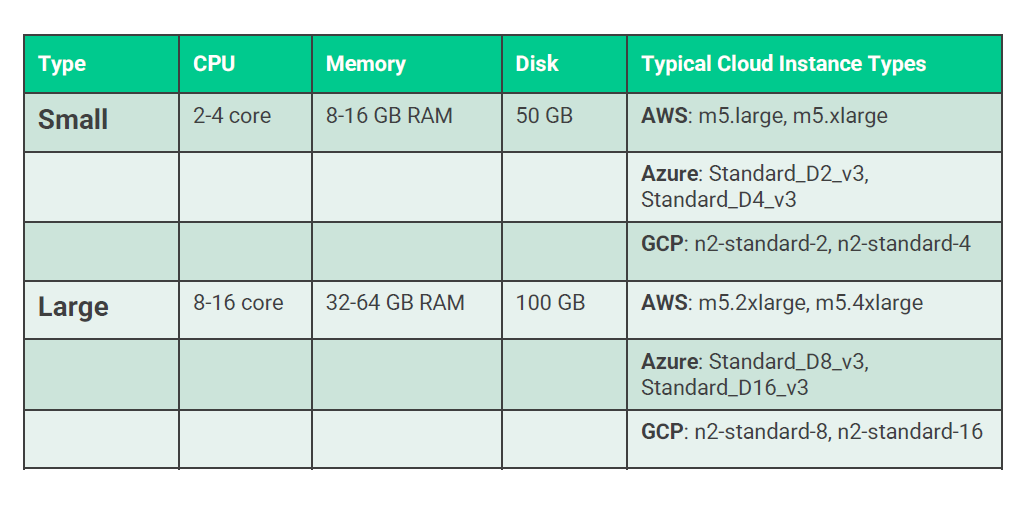 Type CPU Memory Disk Typical Cloud Instance Types
Small 2-4 core 8-16 GB RAM 50 GB AWS: m5.large, m5.xlarge
Azure: Standard_D2_v3,
Standard_D4_v3
GCP: n2-standard-2, n2-standard-4
Large 8-16 core 32-64 GB RAM 100 GB AWS: m5.2xlarge, m5.4xlarge
Azure: Standard_D8_v3,
Standard_D16_v3
GCP: n2-standard-8, n2-standard-16